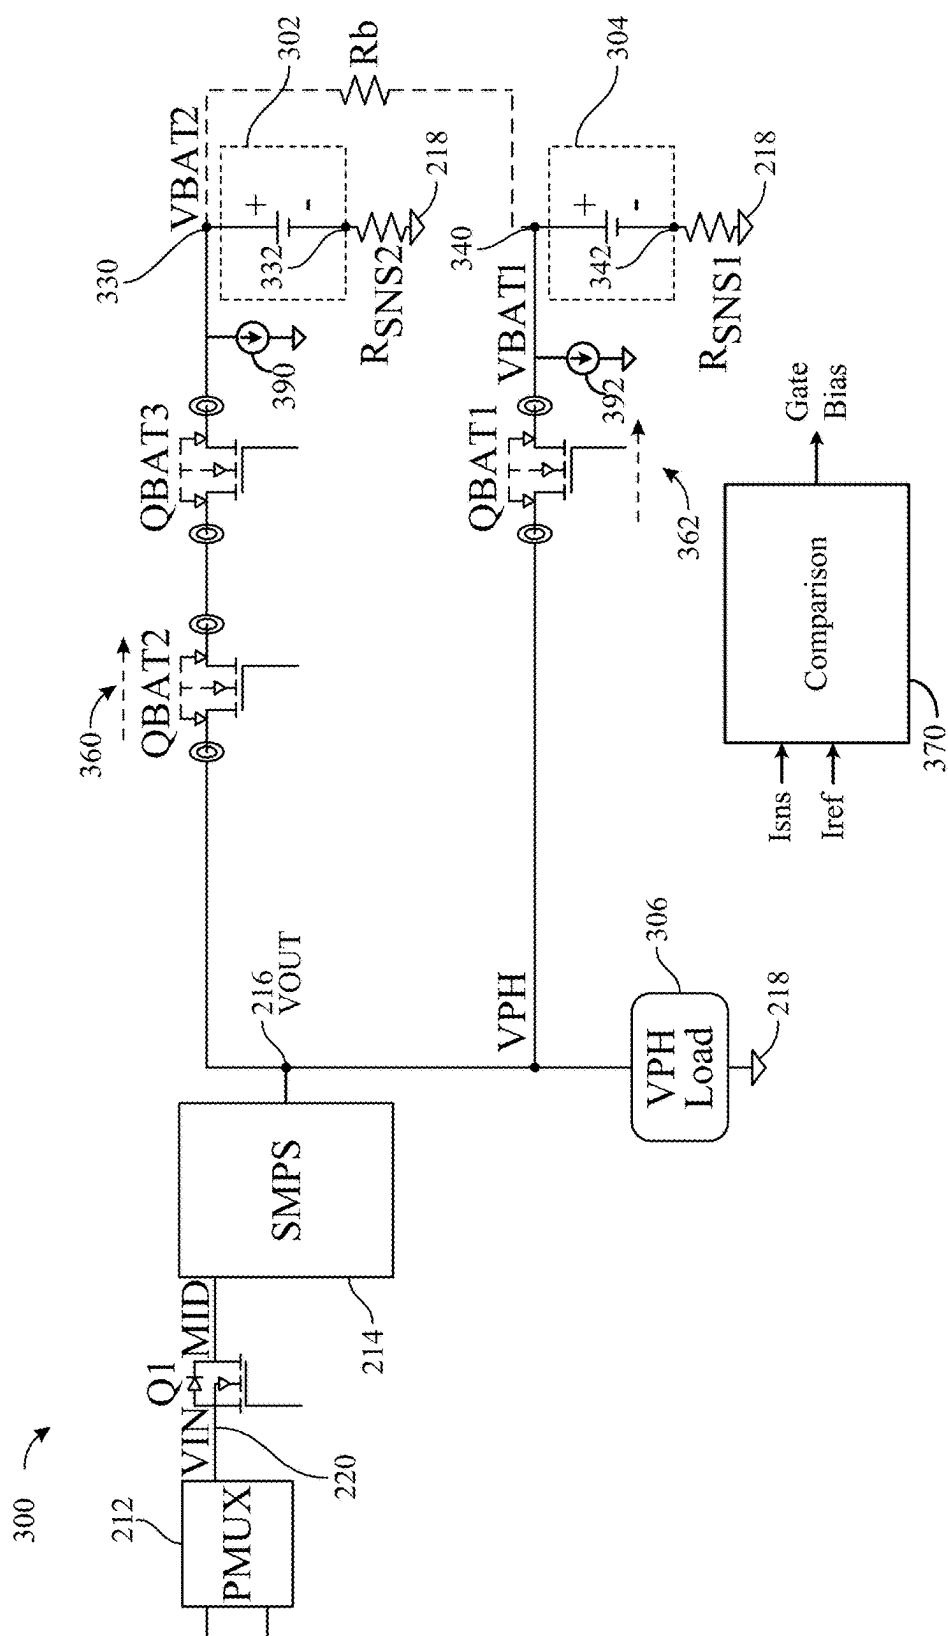 300
212
PMUX
VIN
220
Q1
MID
214
SMPS
216
VOUT
VPH
306
VPH
Load
218
360
QBAT2
QBAT3
390
330
VBAT2
302
+
-
332
RSNS2
218
Rb
QBAT1
362
392
VBAT1
340
304
+
-
342
RSNS1
218
Isns
Iref
Comparison
370
Gate
Bias